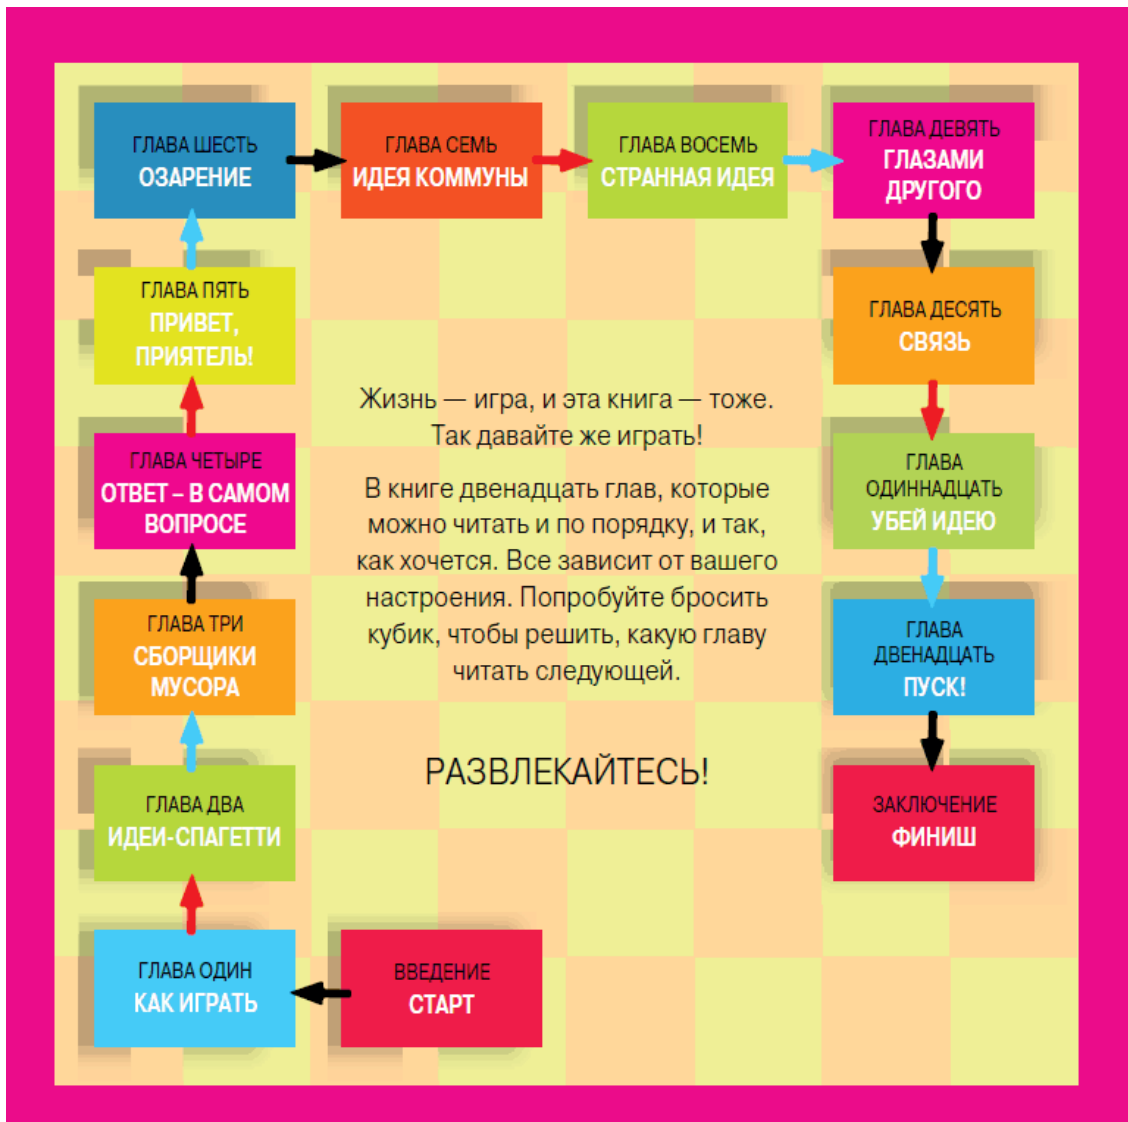 ГЛАВА ШЕСТЬ
ОЗАРЕНИЕ
ГЛАВА СЕМЬ
ИДЕЯ КОММУНЫ
ГЛАВА ВОСЕМЬ
СТРАННАЯ ИДЕЯ
ГЛАВА ДЕВЯТЬ
ГЛАЗАМИ
ДРУГОГО
ГЛАВА ПЯТЬ
ПРИВЕТ,
ПРИЯТЕЛЬ!
ГЛАВА ДЕСЯТЬ
СВЯЗЬ
ГЛАВА ЧЕТЫРЕ
ОТВЕТ – В САМОМ
ВОПРОСЕ
Жизнь — игра, и эта книга — тоже.
Так давайте же играть!
В книге двенадцать глав, которые
можно читать и по порядку, и так,
как хочется. Все зависит от вашего
настроения. Попробуйте бросить
кубик, чтобы решить, какую главу
читать следующей.
РАЗВЛЕКАЙТЕСЬ!
ГЛАВА
ОДИННАДЦАТЬ
УБЕЙ ИДЕЮ
ГЛАВА ТРИ
СБОРЩИКИ
МУСОРА
ГЛАВА
ДВЕНАДЦАТЬ
ПУСК!
ГЛАВА ДВА
ИДЕИ-СПАГЕТТИ
ЗАКЛЮЧЕНИЕ
ФИНИШ
ГЛАВА ОДИН
КАК ИГРАТЬ
ВВЕДЕНИЕ
СТАРТ